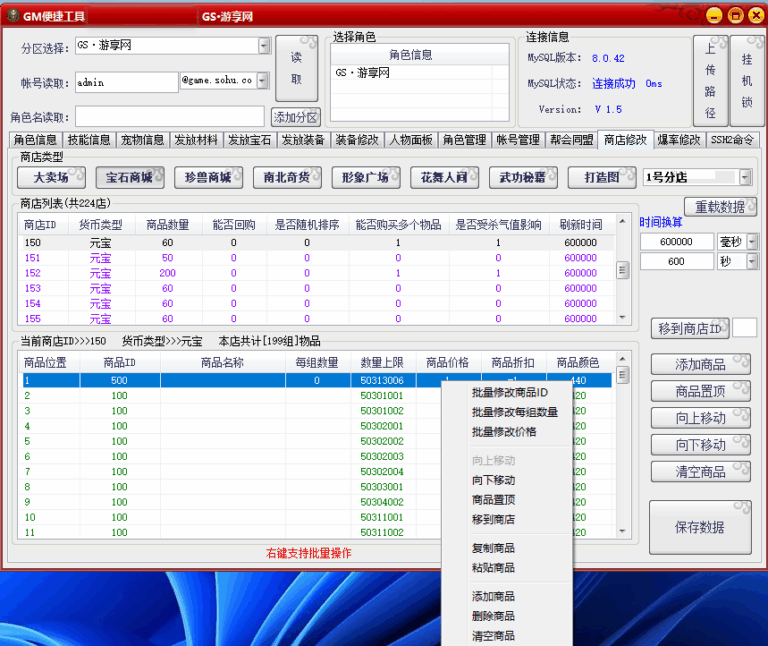 GM便捷工具 GS·游享网
分区选择: GS·游享网
帐号读取: admin @game.sohu.co
角色名读取: 添加分区
读取
选择角色
角色信息
GS·游享网
连接信息
MySQL版本: 8.0.42
MySQL状态: 连接成功 0ms
Version: V 1.5
上传路径
挂机锁
角色信息 技能信息 宠物信息 发放材料 发放宝石 发放装备 装备修改 人物面板 角色管理 帐号管理 帮会同盟 商店修改 爆率修改 SSH2命令
商店类型
大卖场 宝石商城 珍兽商城 南北奇货 形象广场 花舞人间 武功秘籍 打造图 1号分店
商店列表(共224店) 重载数据
商店ID 货币类型 商品数量 能否回购 是否随机排序 能否购买多个物品 是否受杀气值影响 刷新时间
150 元宝 60 0 0 1 1 600000
151 元宝 50 0 0 0 0 600000
152 元宝 200 0 0 1 1 600000
153 元宝 60 0 0 0 0 600000
154 元宝 60 0 0 0 0 600000
155 元宝 60 0 0 0 0 600000
时间换算
600000 毫秒
600 秒
当前商店ID>>>150 货币类型>>>元宝 本店共计[199组]物品
商品位置 商品ID 商品名称 每组数量 数量上限 商品价格 商品折扣 商品颜色
1 500 0 50313006 440
2 100 50301001 20
3 100 50301002 20
4 100 50302001 20
5 100 50302002 20
6 100 50302003 20
7 100 50302004 20
8 100 50303001 20
9 100 50304002 20
10 100 50311001 20
11 100 50311002 20
右键支持批量操作
批量修改商品ID
批量修改每组数量
批量修改价格
向上移动
向下移动
商品置顶
移到商店
复制商品
粘贴商品
添加商品
删除商品
清空商品
移到商店ID
添加商品
商品置顶
向上移动
向下移动
清空商品
保存数据